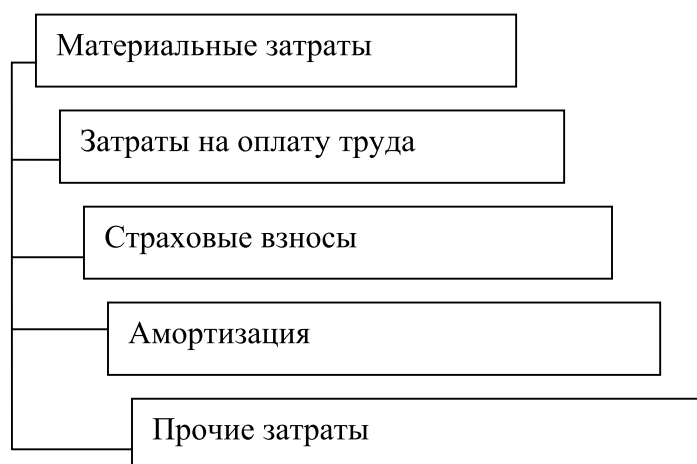 Материальные затраты
Затраты на оплату труда
Страховые взносы
Амортизация
Прочие затраты